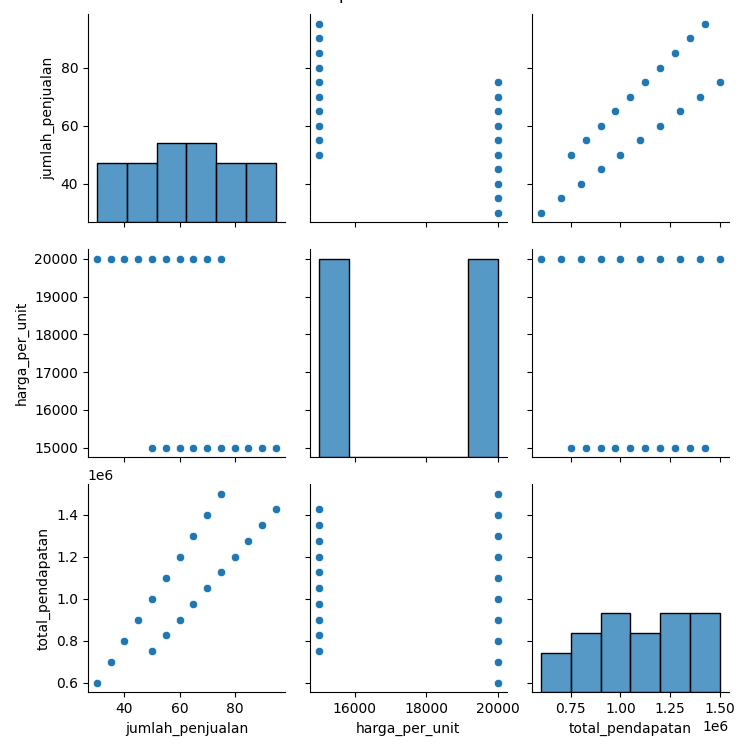 jumlah_penjualan
80
60
40
harga_per_unit
20000
19000
18000
17000
16000
15000
1e6
total_pendapatan
1.4
1.2
1.0
0.8
0.6
40 60 80
jumlah_penjualan
16000 18000 20000
harga_per_unit
0.75 1.00 1.25 1.50
1e6
total_pendapatan